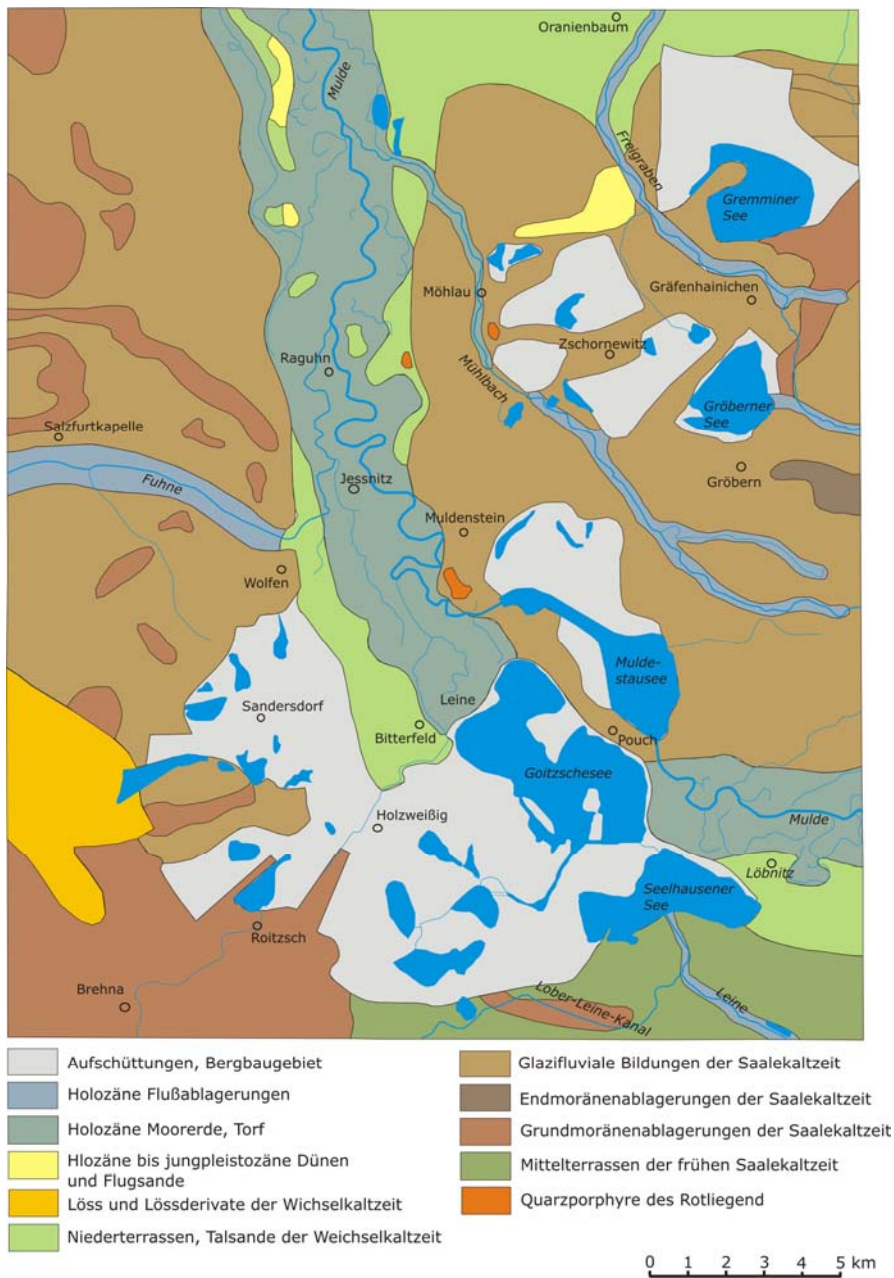 Oranienbaum
Mulde
Freigraben
Gremminer
See
Möhlau
Gräfenhainichen
Zschornewitz
Raguhn
Mühlbach
Gröberner
See
Salzfurtkapelle
Gröbern
Fuhne
Jessnitz
Muldenstein
Wolfen
Mulde-
stausee
Sandersdorf
Leine
Bitterfeld
Pouch
Goitzschesee
Holzweißig
Mulde
Löbnitz
Seelhausener
See
Roitzsch
Brehna
Lober-Leine-Kanal
Leine
Aufschüttungen, Bergbaugebiet
Holozäne Flußablagerungen
Holozäne Moorerde, Torf
Hlozäne bis jungpleistozäne Dünen
und Flugsande
Löss und Lössderivate der Wichselkaltzeit
Niederterrassen, Talsande der Weichselkaltzeit
Glazifluviale Bildungen der Saalekaltzeit
Endmoränenablagerungen der Saalekaltzeit
Grundmoränenablagerungen der Saalekaltzeit
Mittelterrassen der frühen Saalekaltzeit
Quarzporphyre des Rotliegend
0 1 2 3 4 5 km